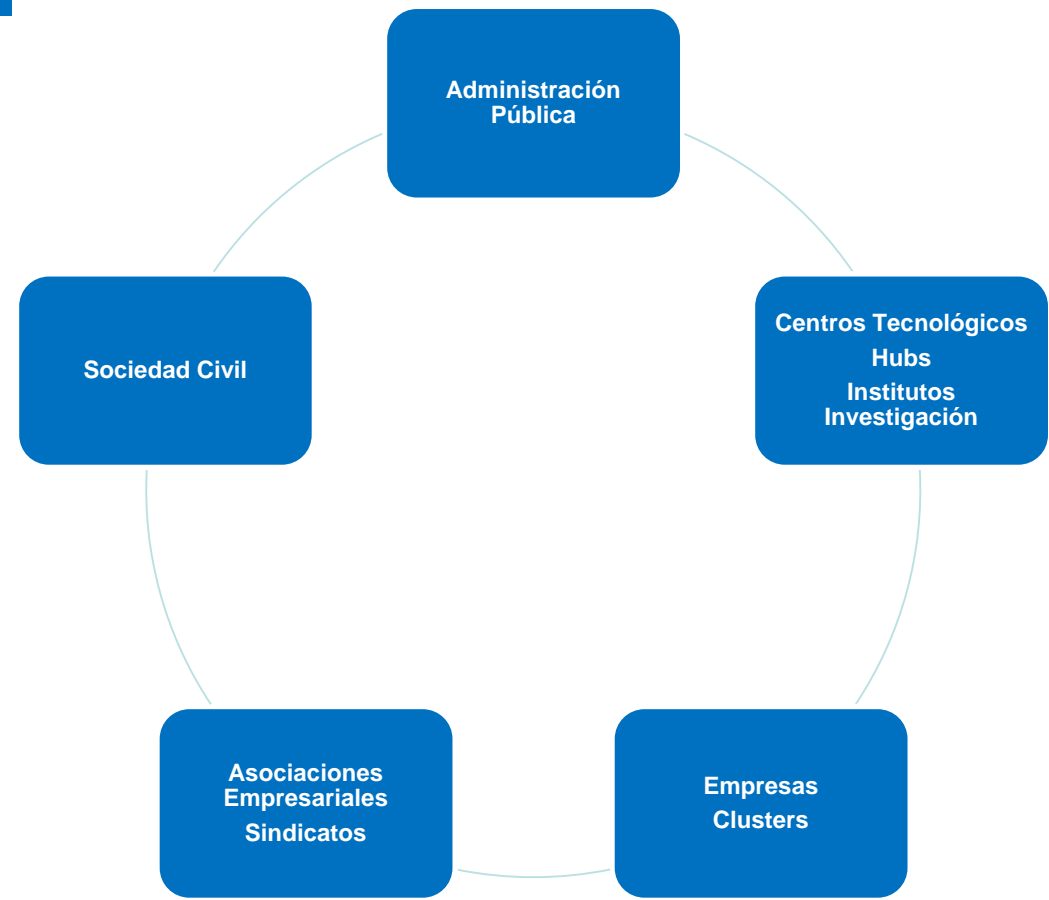 Administración
Pública
Centros Tecnológicos
Hubs
Institutos
Investigación
Sociedad Civil
Empresas
Clusters
Asociaciones
Empresariales
Sindicatos